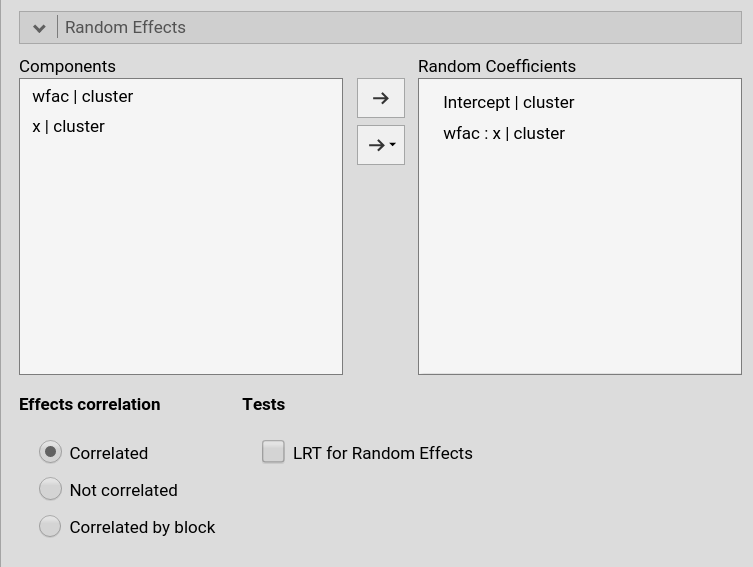 Random Effects
Components
Random Coefficients
wfac | cluster
x | cluster
Intercept | cluster
wfac : x | cluster
Effects correlation
Tests
Correlated
LRT for Random Effects
Not correlated
Correlated by block